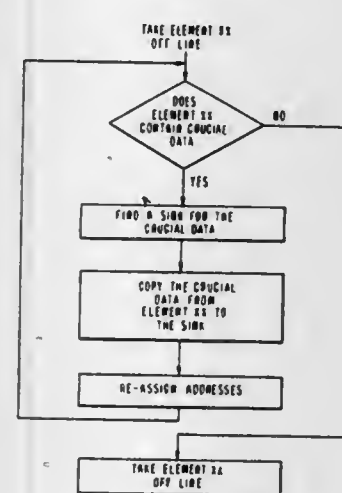 TAKE ELEMENT XX
OFF LINE
DOES
ELEMENT XX
CONTAIN CRUCIAL
DATA
NO
YES
FIND A SINK FOR THE
CRUCIAL DATA
COPY THE CRUCIAL
DATA FROM
ELEMENT XX TO
THE SINK
RE-ASSIGN ADDRESSES
TAKE ELEMENT XX
OFF LINE